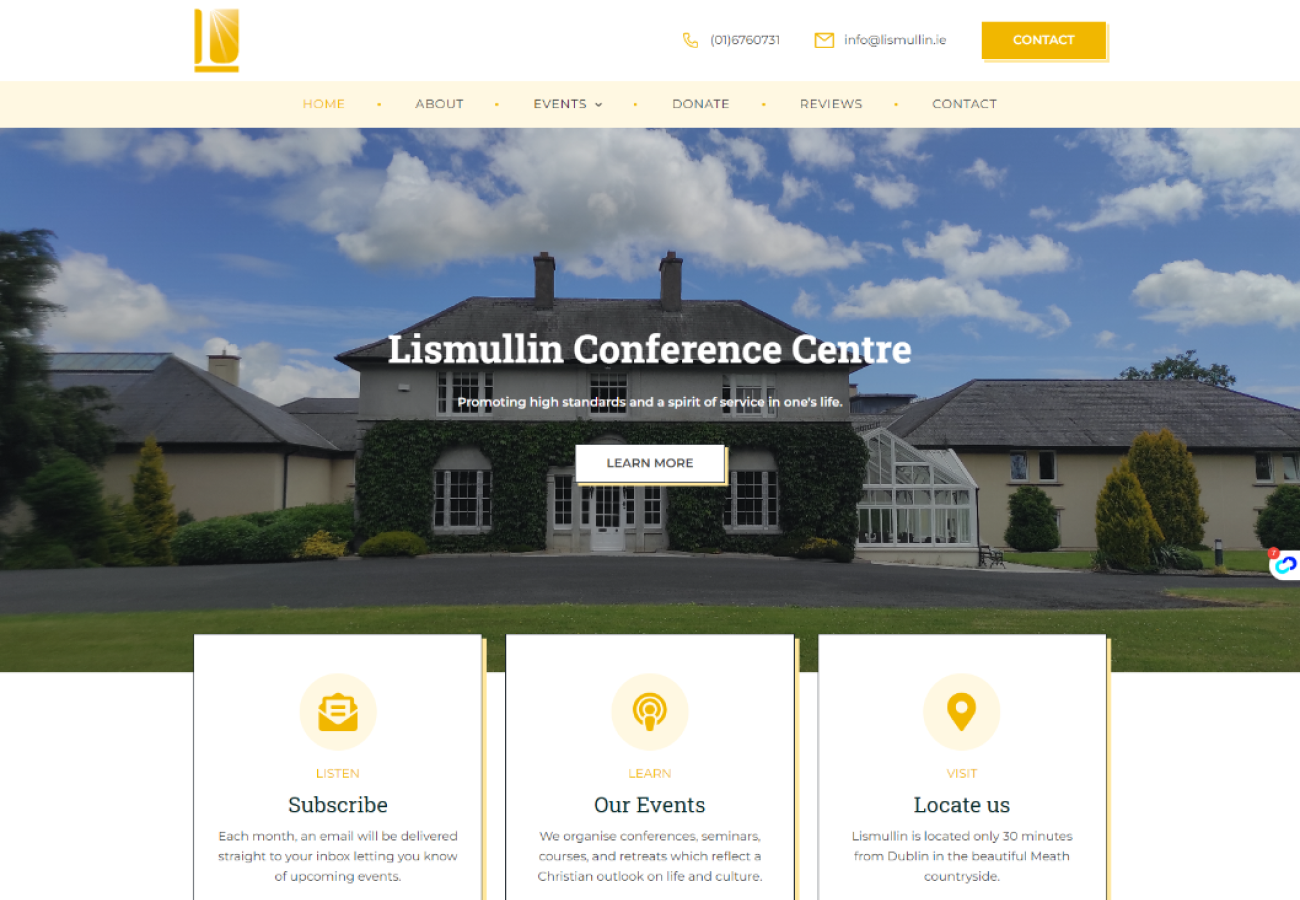 (01)6760731
info@lismullin.ie
CONTACT
HOME
ABOUT
EVENTS
DONATE
REVIEWS
CONTACT
Lismullin Conference Centre
Promoting high standards and a spirit of service in one's life.
LEARN MORE
LISTEN
Subscribe
Each month, an email will be delivered
straight to your inbox letting you know
of upcoming events.
LEARN
Our Events
We organise conferences, seminars,
courses, and retreats which reflect a
Christian outlook on life and culture.
VISIT
Locate us
Lismullin is located only 30 minutes
from Dublin in the beautiful Meath
countryside.